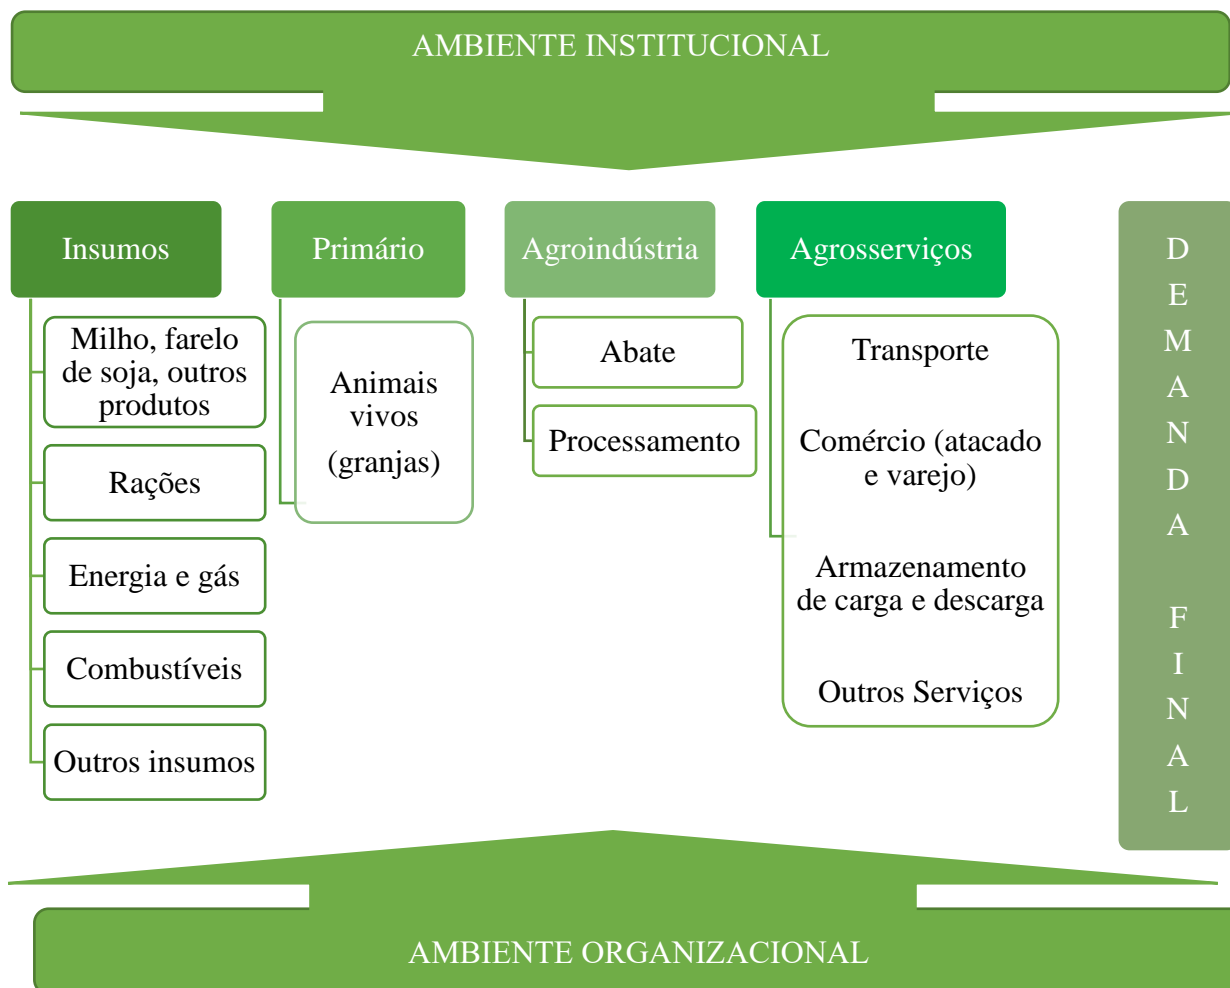 AMBIENTE INSTITUCIONAL
Insumos
Milho, farelo
de soja, outros
produtos
Rações
Energia e gás
Combustíveis
Outros insumos
Primário
Animais
vivos
(granjas)
Agroindústria
Abate
Processamento
Agrosserviços
Transporte
Comércio (atacado
e varejo)
Armazenamento
de carga e descarga
Outros Serviços
D
E
M
A
N
D
A
F
I
N
A
L
AMBIENTE ORGANIZACIONAL